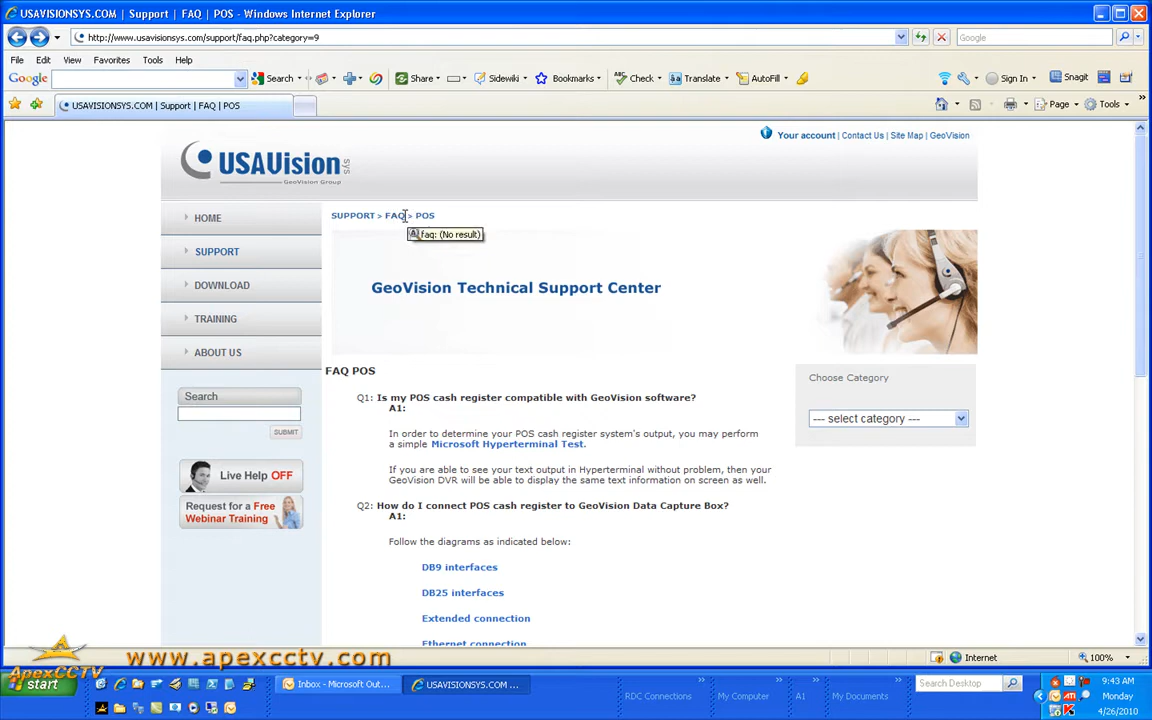 USAVISIONSYS.COM | Support | FAQ | POS - Windows Internet Explorer
http://www.usavisionsys.com/support/faq.php?category=9
Google
File Edit View Favorites Tools Help
Google Search Share Sidewiki Bookmarks Check Translate AutoFill Sign In Snagit
USAVISIONSYS.COM | Support | FAQ | POS
Page Tools
USAVision SYS
GeoVision Group
Your account | Contact Us | Site Map | GeoVision
HOME
SUPPORT
DOWNLOAD
TRAINING
ABOUT US
Search
SUBMIT
Live Help OFF
Request for a Free
Webinar Training
SUPPORT > FAQ > POS
faq: (No result)
GeoVision Technical Support Center
FAQ POS
Q1: Is my POS cash register compatible with GeoVision software?
A1:
In order to determine your POS cash register system's output, you may perform
a simple Microsoft Hyperterminal Test.
If you are able to see your text output in Hyperterminal without problem, then your
GeoVision DVR will be able to display the same text information on screen as well.
Q2: How do I connect POS cash register to GeoVision Data Capture Box?
A1:
Follow the diagrams as indicated below:
DB9 interfaces
DB25 interfaces
Extended connection
Ethernet connection
Choose Category
--- select category ---
Internet
100%
ApexCCTV
www.apexcctv.com
start
Inbox - Microsoft Out...
USAVISIONSYS.COM ...
RDC Connections
My Computer
A1
My Documents
Search Desktop
9:43 AM
Monday
4/26/2010